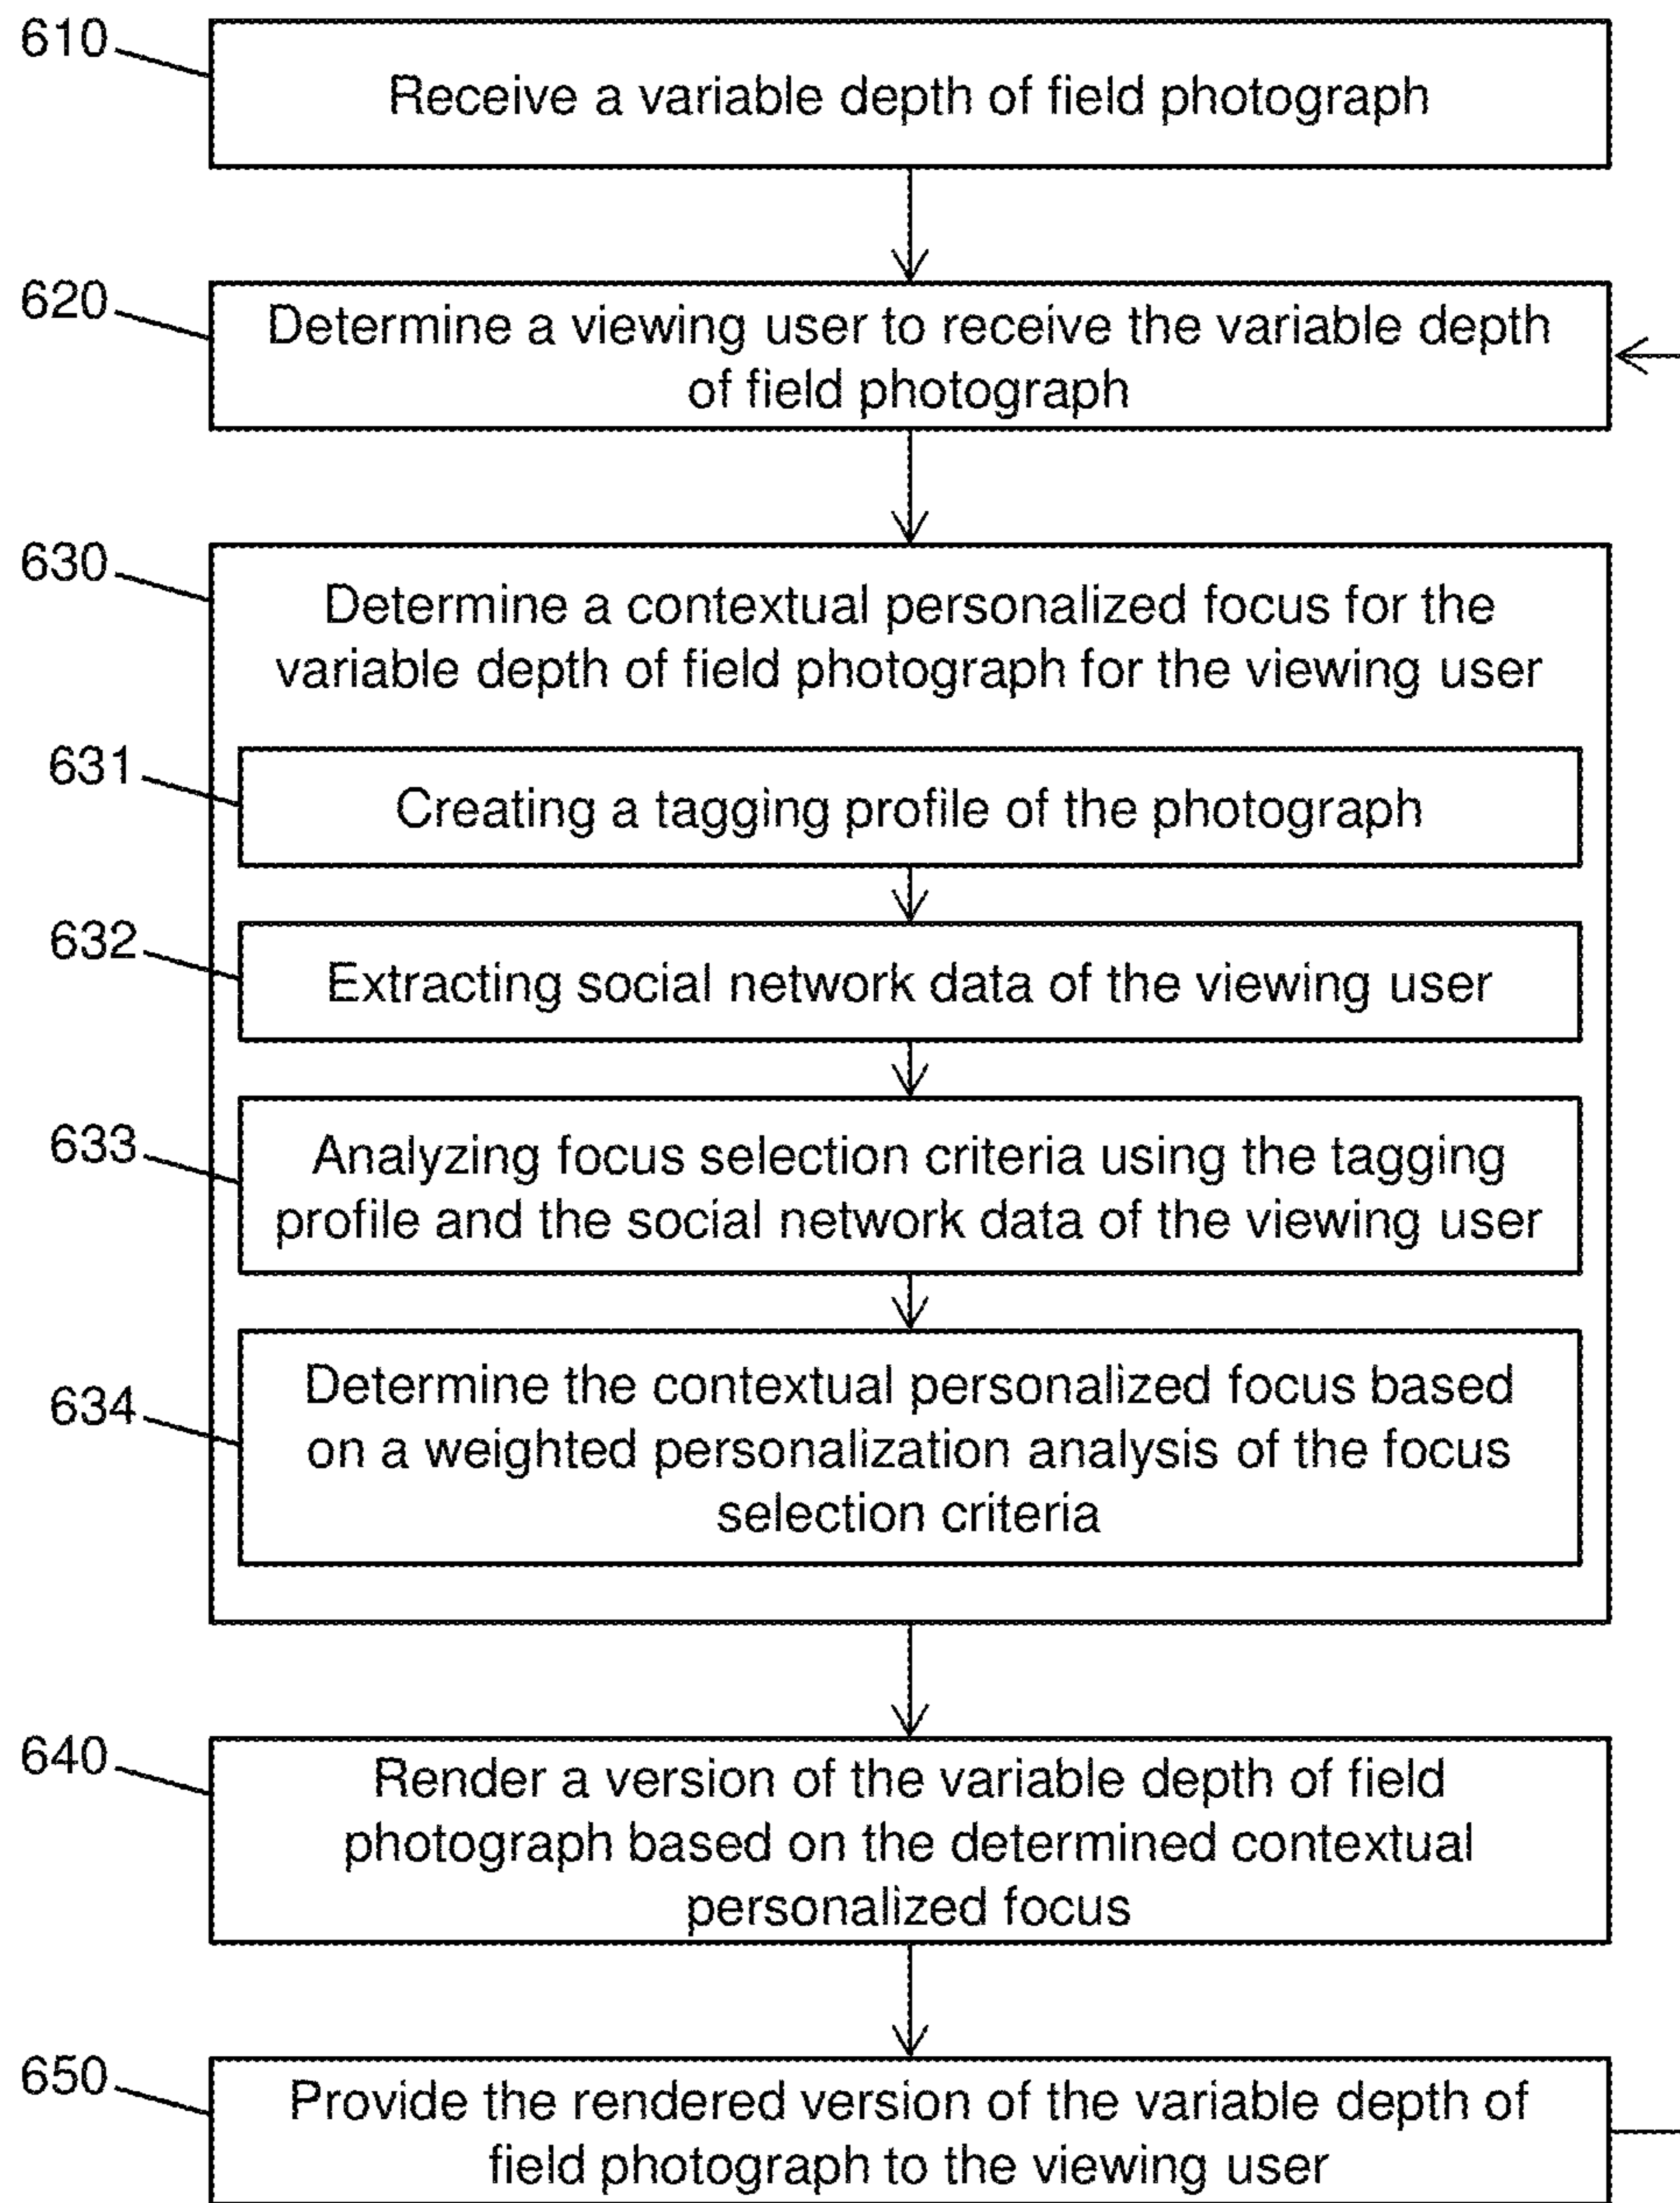 610
Receive a variable depth of field photograph
620
Determine a viewing user to receive the variable depth
of field photograph
630
Determine a contextual personalized focus for the
variable depth of field photograph for the viewing user
631
Creating a tagging profile of the photograph
632
Extracting social network data of the viewing user
633
Analyzing focus selection criteria using the tagging
profile and the social network data of the viewing user
634
Determine the contextual personalized focus based
on a weighted personalization analysis of the focus
selection criteria
640
Render a version of the variable depth of field
photograph based on the determined contextual
personalized focus
650
Provide the rendered version of the variable depth of
field photograph to the viewing user